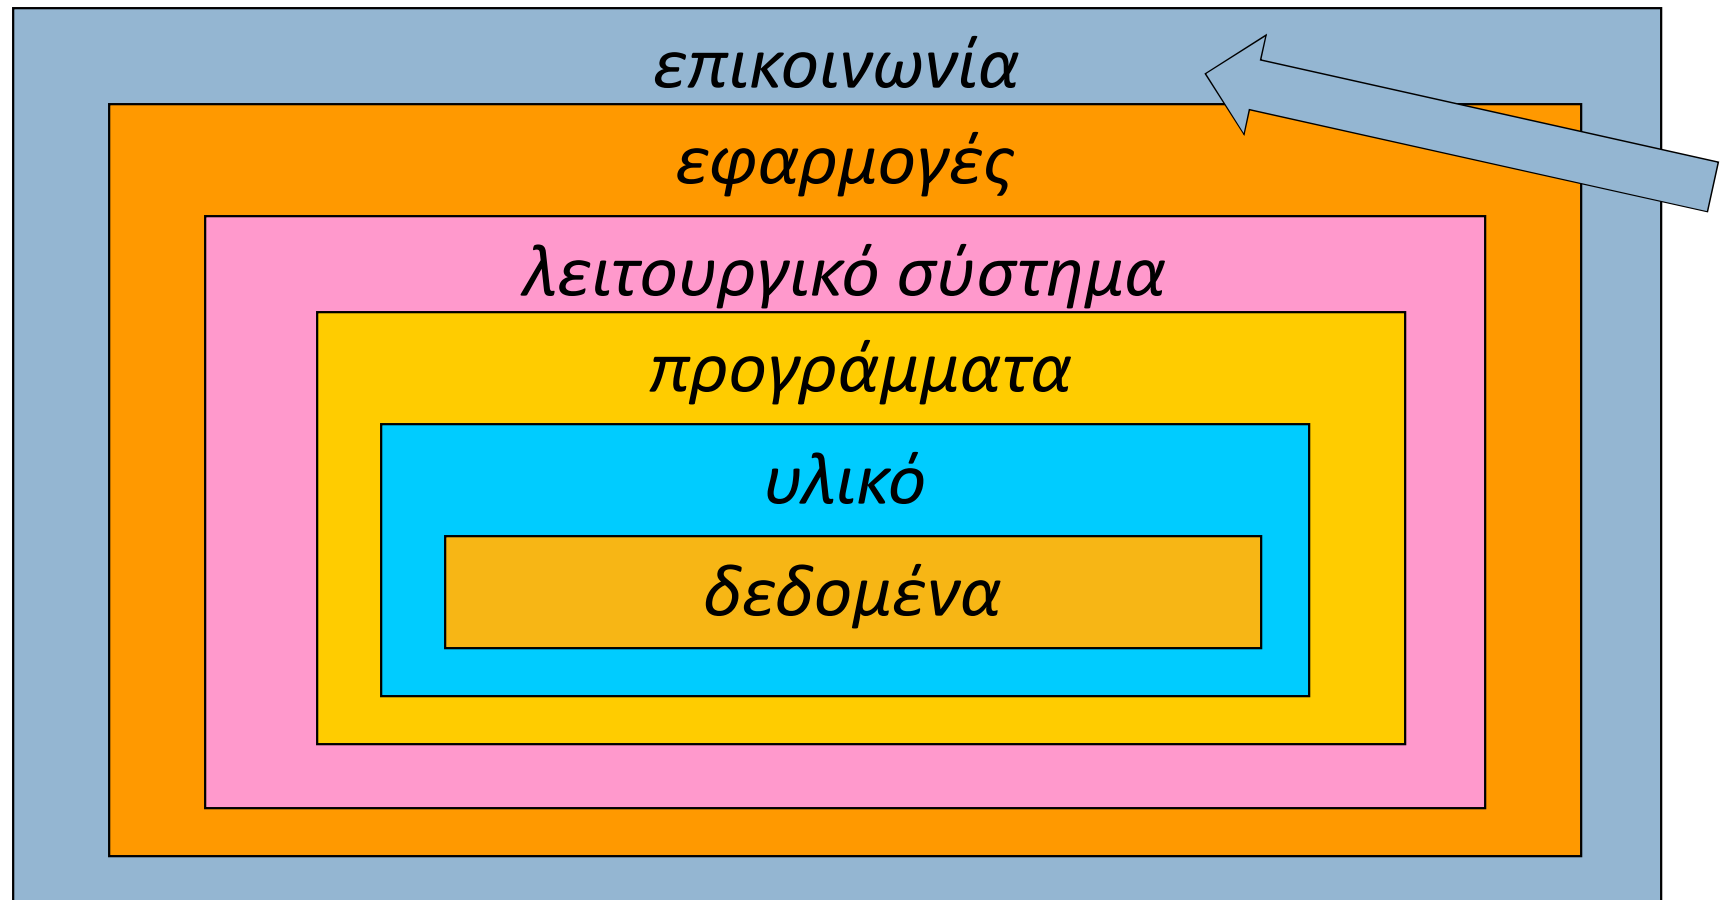 επικοινωνία
εφαρμογές
λειτουργικό σύστημα
προγράμματα
υλικό
δεδομένα